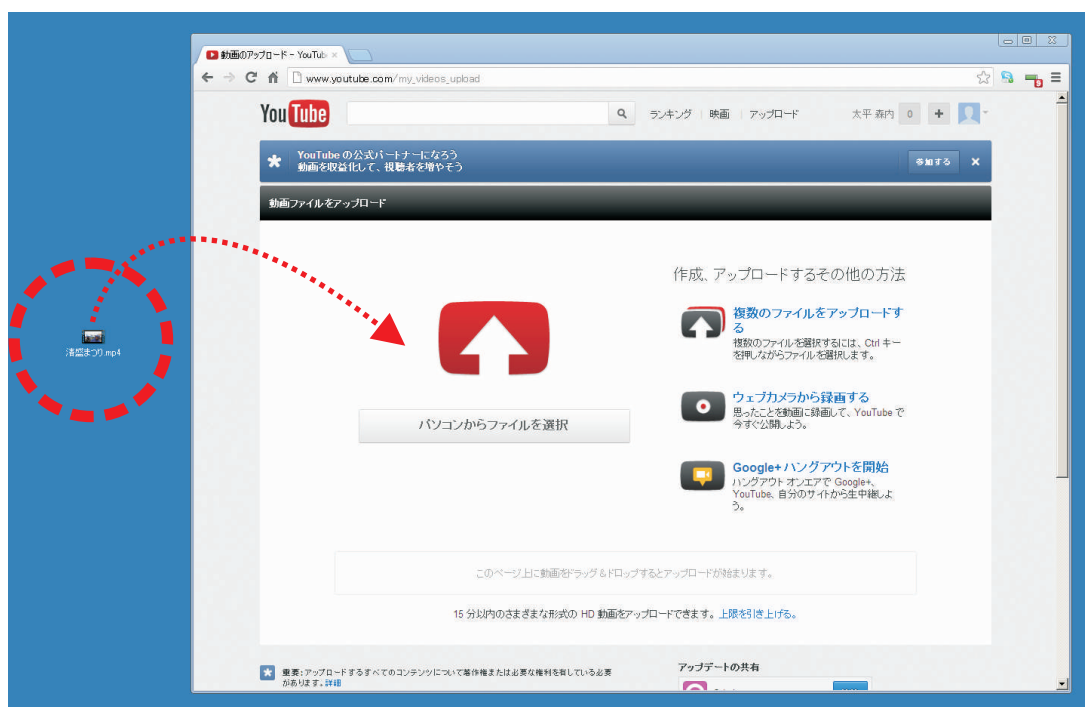 動画のアップロード - YouTub
www.youtube.com/my_videos_upload
YouTube
ランキング 映画 アップロード 太平 森内 0 +
YouTube の公式パートナーになろう
動画を収益化して、視聴者を増やそう
参加する
動画ファイルをアップロード
清盛まつり.mp4
パソコンからファイルを選択
作成、アップロードするその他の方法
複数のファイルをアップロードす
る
複数のファイルを選択するには、Ctrl キー
を押しながらファイルを選択します。
ウェブカメラから録画する
思ったことを動画に録画して、YouTube で
今すぐ公開しよう。
Google+ ハングアウトを開始
ハングアウト オンエアで Google+、
YouTube、自分のサイトから生中継しよ
う。
このページ上に動画をドラッグ＆ドロップするとアップロードが始まります。
15 分以内のさまざまな形式の HD 動画をアップロードできます。上限を引き上げる。
重要: アップロードするすべてのコンテンツについて著作権または必要な権利を有している必要
があります。詳細
アップデートの共有